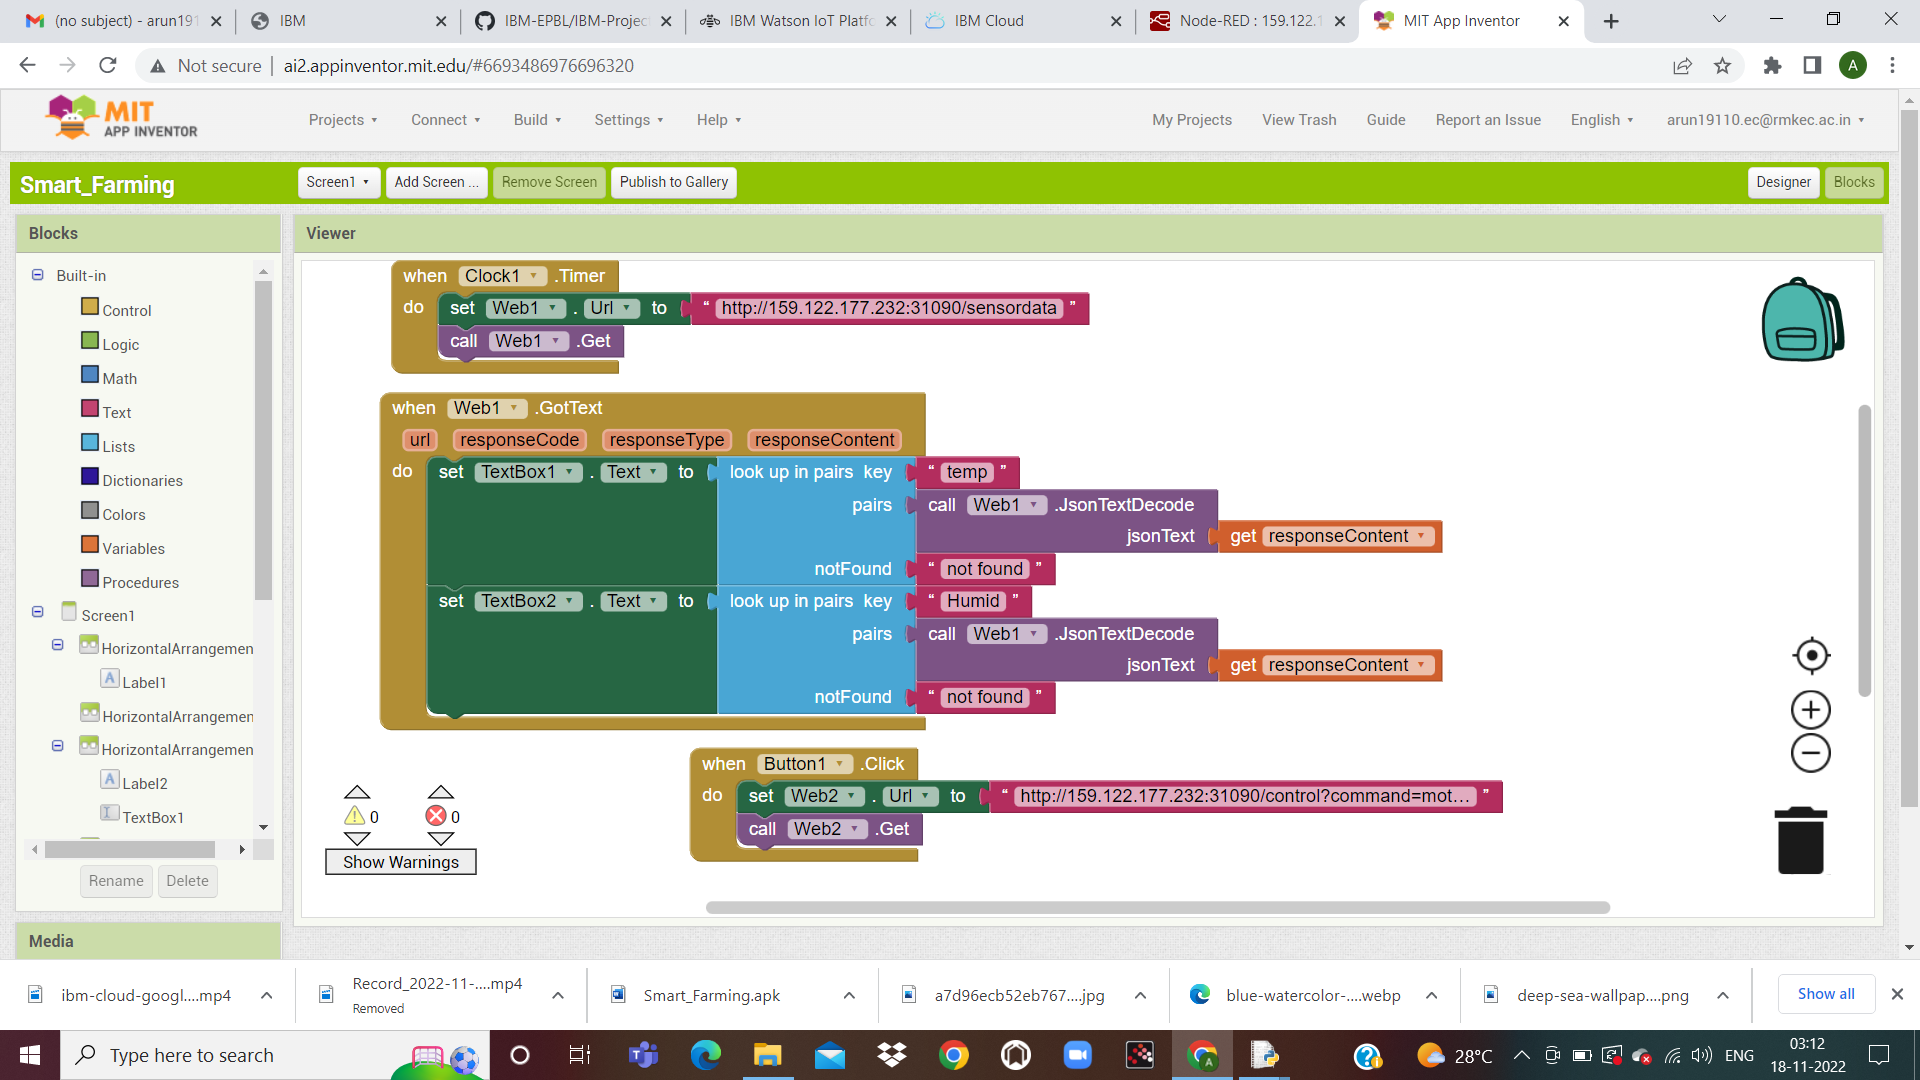 (no subject) - arun191
IBM
IBM-EPBL/IBM-Projec
IBM Watson IoT Platfo
IBM Cloud
Node-RED : 159.122.1
MIT App Inventor
Not secure
ai2.appinventor.mit.edu/#6693486976696320
A
MIT
APP INVENTOR
Projects
Connect
Build
Settings
Help
My Projects
View Trash
Guide
Report an Issue
English
arun19110.ec@rmkec.ac.in
Smart_Farming
Screen1
Add Screen ...
Remove Screen
Publish to Gallery
Designer
Blocks
Blocks
Built-in
Control
Logic
Math
Text
Lists
Dictionaries
Colors
Variables
Procedures
Screen1
HorizontalArrangemen
A Label1
HorizontalArrangemen
HorizontalArrangemen
A Label2
TextBox1
Rename
Delete
Media
Viewer
when Clock1 .Timer
do set Web1 . Url to “ http://159.122.177.232:31090/sensordata ”
call Web1 .Get
when Web1 .GotText
url responseCode responseType responseContent
do set TextBox1 . Text to look up in pairs key “ temp ”
pairs call Web1 .JsonTextDecode
jsonText get responseContent
notFound “ not found ”
set TextBox2 . Text to look up in pairs key “ Humid ”
pairs call Web1 .JsonTextDecode
jsonText get responseContent
notFound “ not found ”
when Button1 .Click
do set Web2 . Url to “ http://159.122.177.232:31090/control?command=mot... ”
call Web2 .Get
0
0
Show Warnings
ibm-cloud-googl....mp4
Record_2022-11-....mp4
Removed
Smart_Farming.apk
a7d96ecb52eb767....jpg
blue-watercolor-....webp
deep-sea-wallpap....png
Show all
Type here to search
28°C
ENG
03:12
18-11-2022